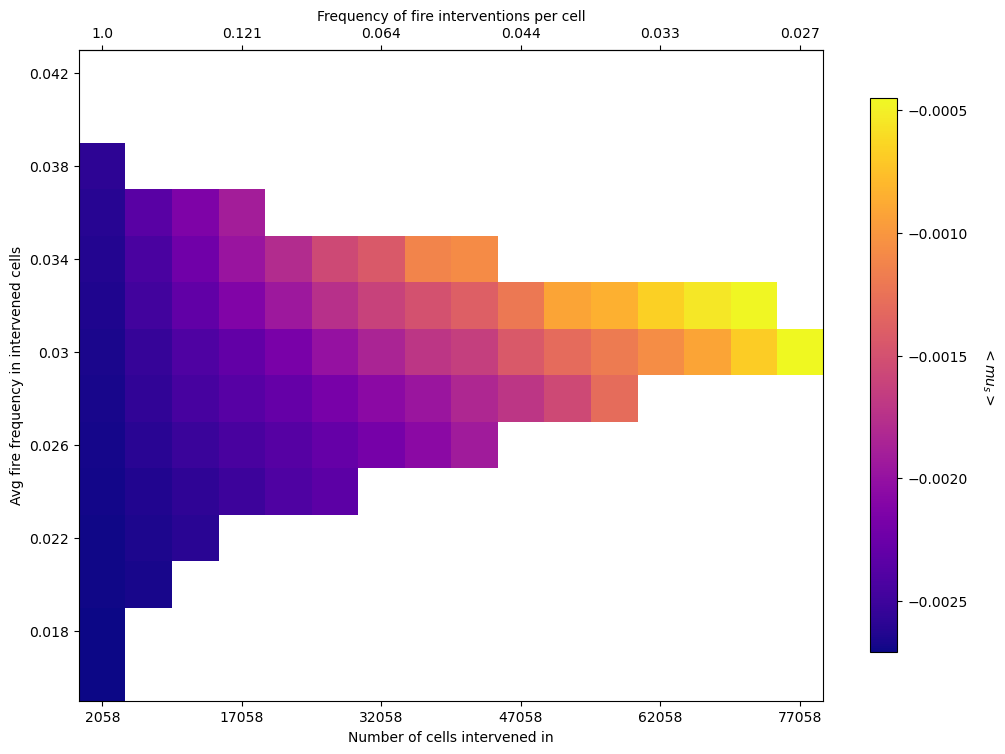 Frequency of fire interventions per cell
1.0 0.121 0.064 0.044 0.033 0.027
0.042
0.038
0.034
0.03
0.026
0.022
0.018
Avg fire frequency in intervened cells
2058 17058 32058 47058 62058 77058
Number of cells intervened in
−0.0005
−0.0010
−0.0015
−0.0020
−0.0025
< mu_s >